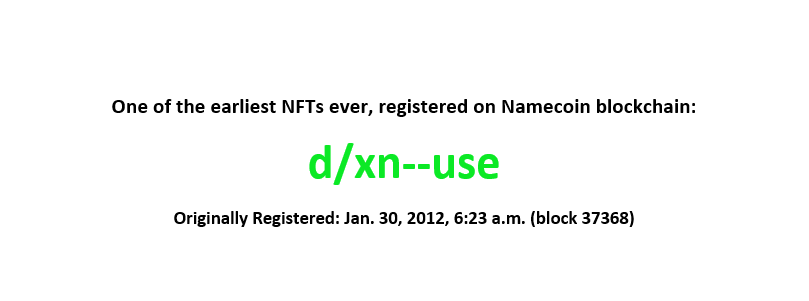 One of the earliest NFTs ever, registered on Namecoin blockchain:
d/xn--use
Originally Registered: Jan. 30, 2012, 6:23 a.m. (block 37368)